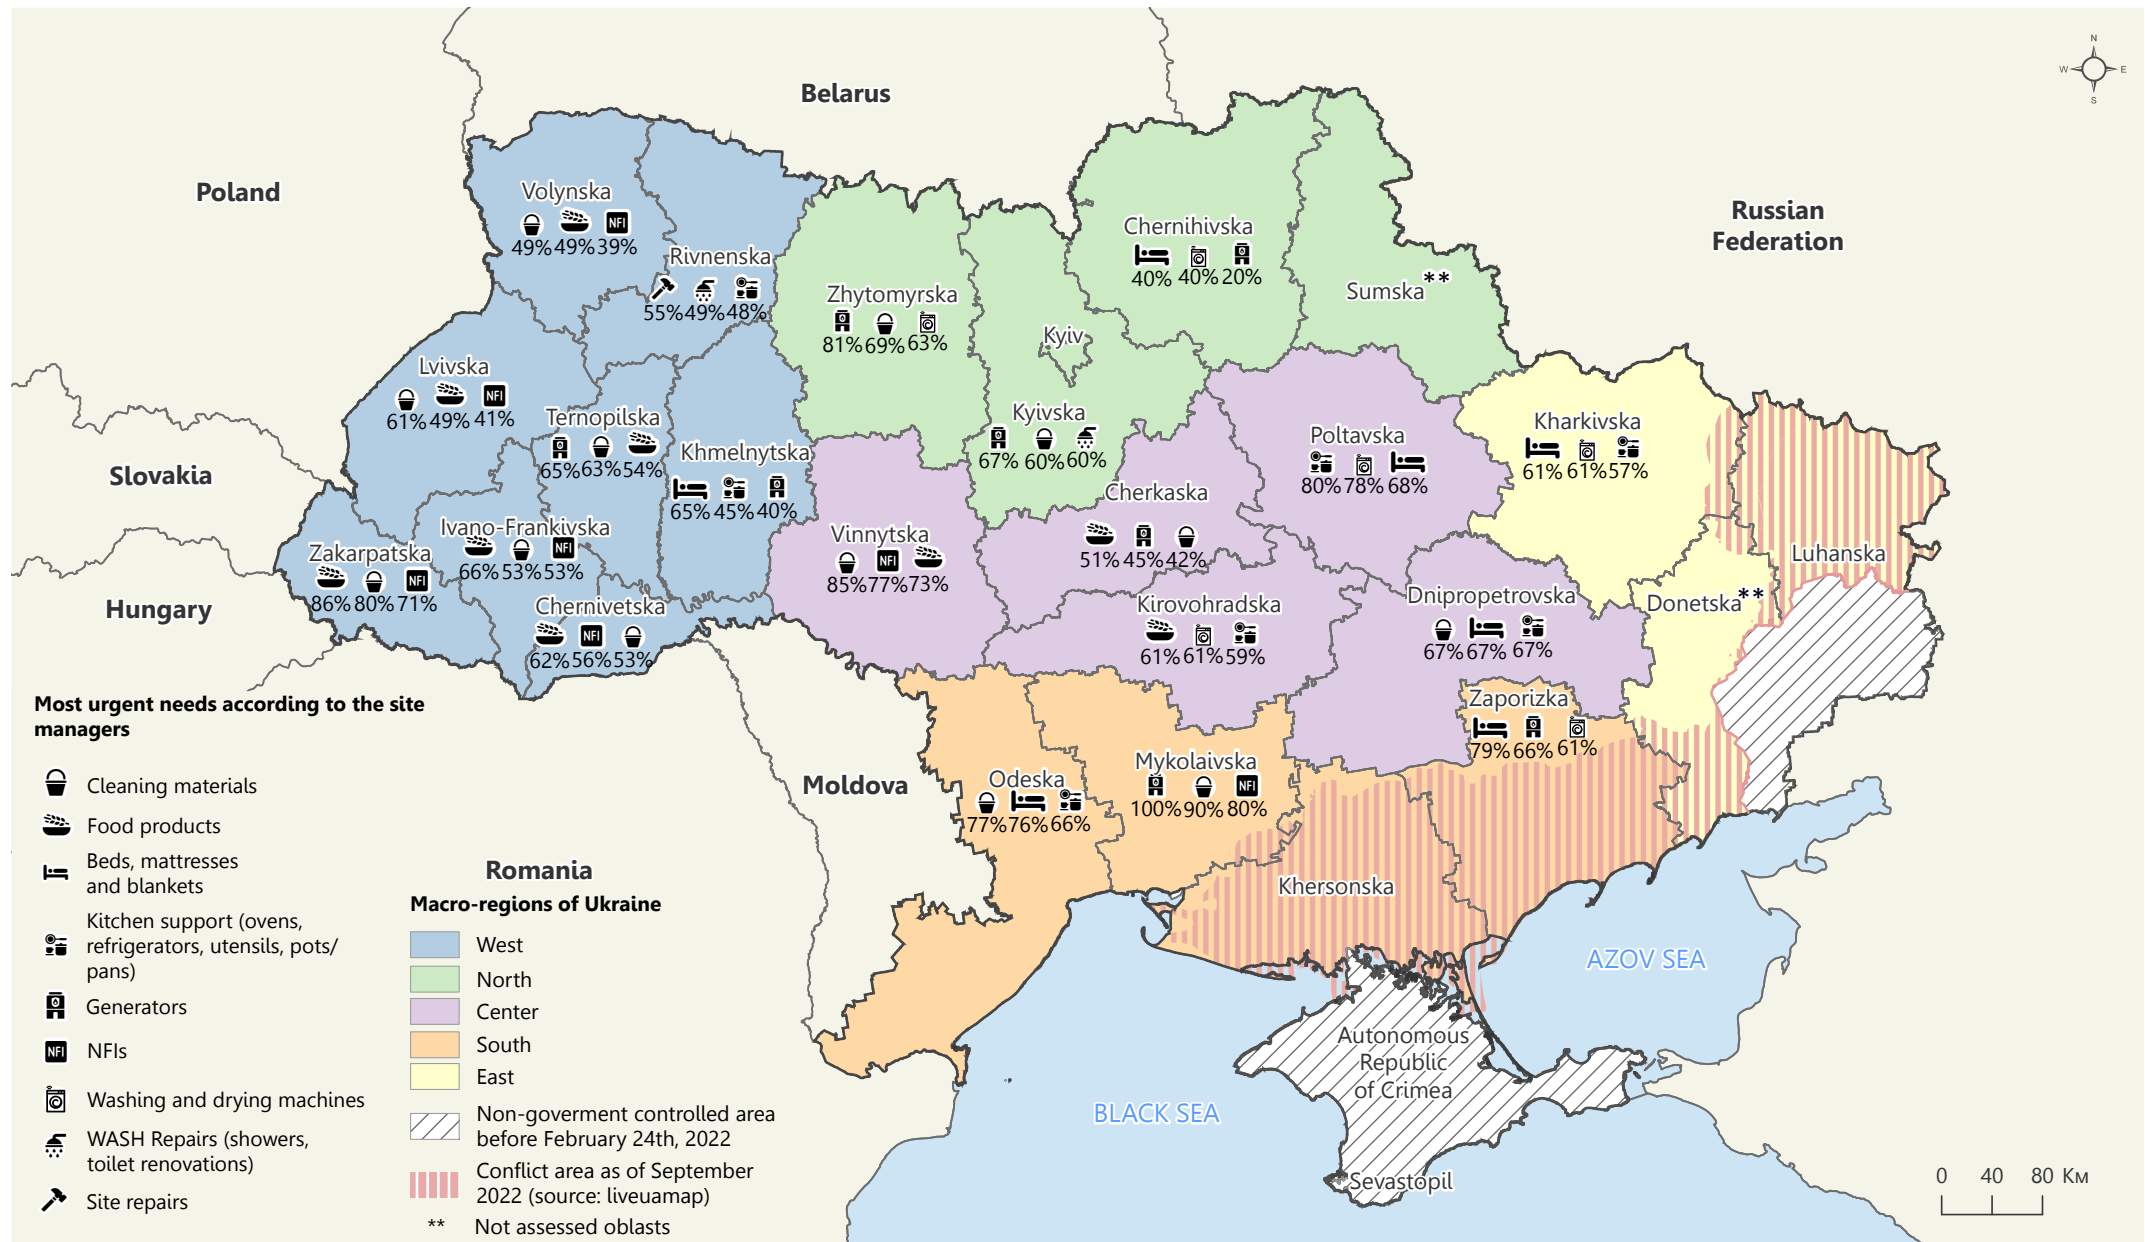 Belarus
Poland
Russian
Federation
N
W
E
S
Volynska
49% 49% 39%
NFI
Rivnenska
55% 49% 48%
Zhytomyrska
81% 69% 63%
Chernihivska
40% 40% 20%
Sumska**
Kyiv
Kyivska
67% 60% 60%
Lvivska
NFI
61% 49% 41%
Ternopilska
65% 63% 54%
Khmelnytska
65% 45% 40%
Poltavska
80% 78% 68%
Kharkivska
61% 61% 57%
Slovakia
Cherkaska
51% 45% 42%
Vinnytska
NFI
85% 77% 73%
Ivano-Frankivska
NFI
66% 53% 53%
Zakarpatska
NFI
86% 80% 71%
Luhanska
Hungary
Chernivetska
NFI
62% 56% 53%
Kirovohradska
61% 61% 59%
Dnipropetrovska
67% 67% 67%
Donetska**
Zaporizka
79% 66% 61%
Mykolaivska
NFI
100% 90% 80%
Odeska
77% 76% 66%
Moldova
Romania
Khersonska
AZOV SEA
BLACK SEA
Autonomous
Republic
of Crimea
Sevastopil
Most urgent needs according to the site
managers
Cleaning materials
Food products
Beds, mattresses
and blankets
Kitchen support (ovens,
refrigerators, utensils, pots/
pans)
Generators
NFI
NFIs
Washing and drying machines
WASH Repairs (showers,
toilet renovations)
Site repairs
Macro-regions of Ukraine
West
North
Center
South
East
Non-goverment controlled area
before February 24th, 2022
Conflict area as of September
2022 (source: liveuamap)
** Not assessed oblasts
0 40 80 Км